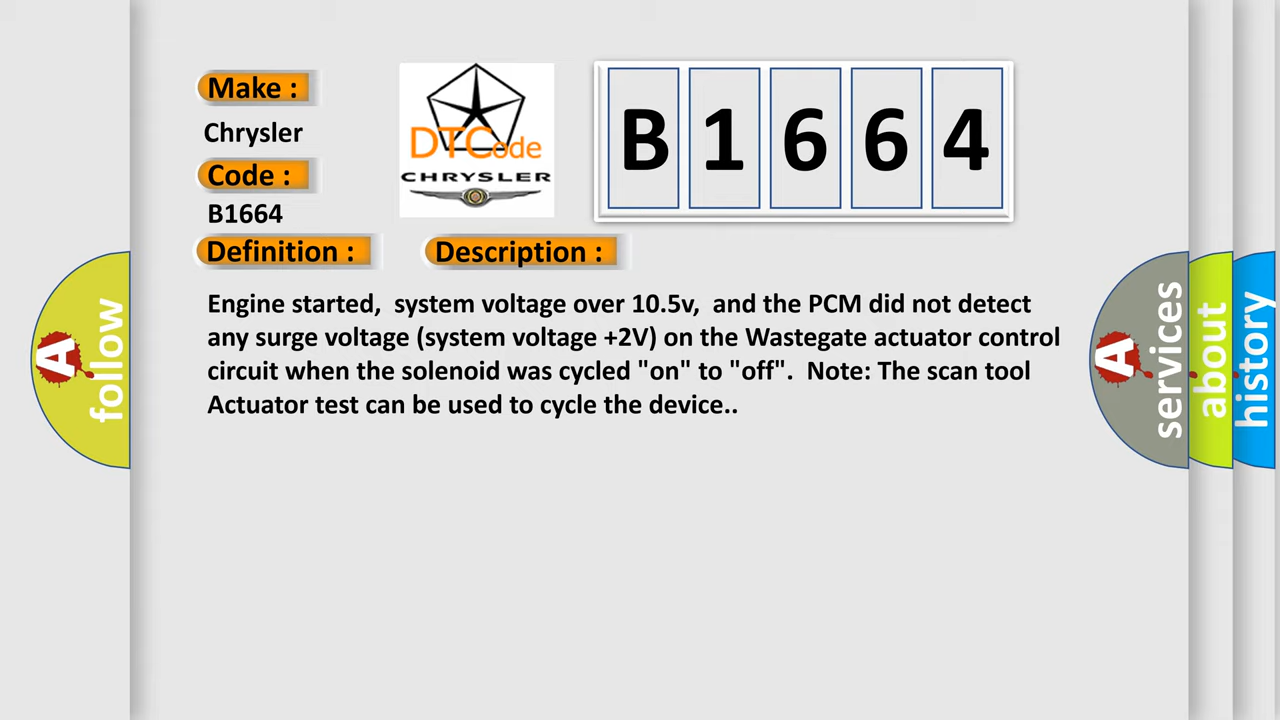 Make :
Chrysler
Code :
B1664
Definition :
Description :
DTCode
CHRYSLER
B 1 6 6 4
Engine started,  system voltage over 10.5v,  and the PCM did not detect
any surge voltage (system voltage +2V) on the Wastegate actuator control
circuit when the solenoid was cycled "on" to "off".  Note: The scan tool
Actuator test can be used to cycle the device..
A
follow
A
services
about
history